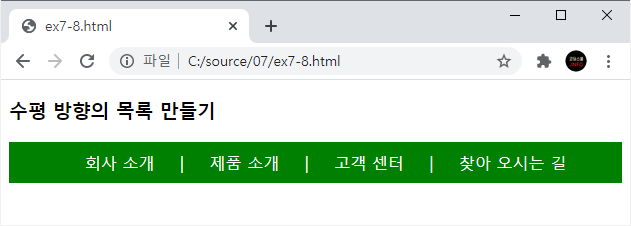 ex7-8.html
파일 | C:/source/07/ex7-8.html
수평 방향의 목록 만들기
회사 소개 | 제품 소개 | 고객 센터 | 찾아 오시는 길